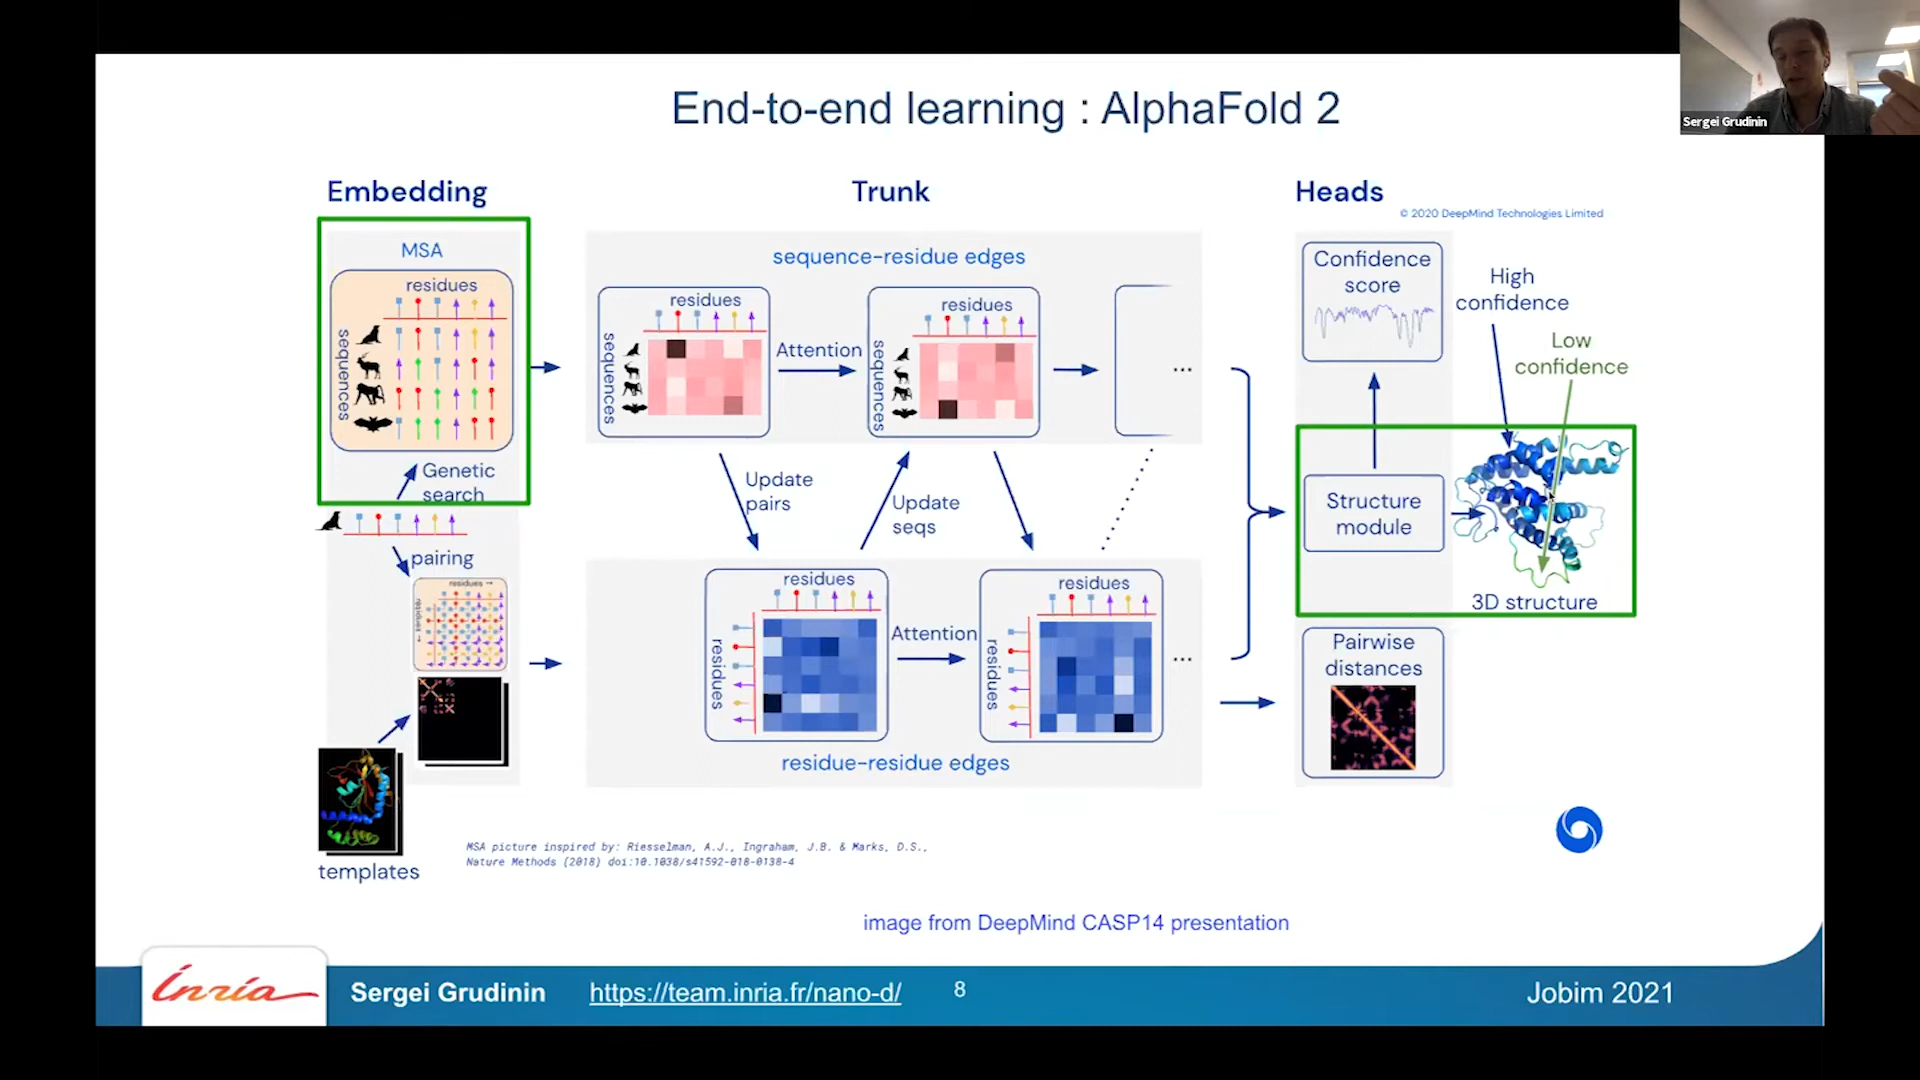 End-to-end learning : AlphaFold 2
Sergei Grudinin
Embedding
Trunk
Heads
© 2020 DeepMind Technologies Limited
MSA
residues
sequences
Genetic
search
pairing
residues →
templates
sequence-residue edges
residues
sequences
Attention
residues
sequences
...
Update
pairs
Update
seqs
residues
residues
Attention
residues
residues
...
residue-residue edges
Confidence
score
High
confidence
Low
confidence
Structure
module
3D structure
Pairwise
distances
MSA picture inspired by: Riesselman, A.J., Ingraham, J.B. & Marks, D.S.,
Nature Methods (2018) doi:10.1038/s41592-018-0138-4
image from DeepMind CASP14 presentation
Inria
Sergei Grudinin
https://team.inria.fr/nano-d/
8
Jobim 2021